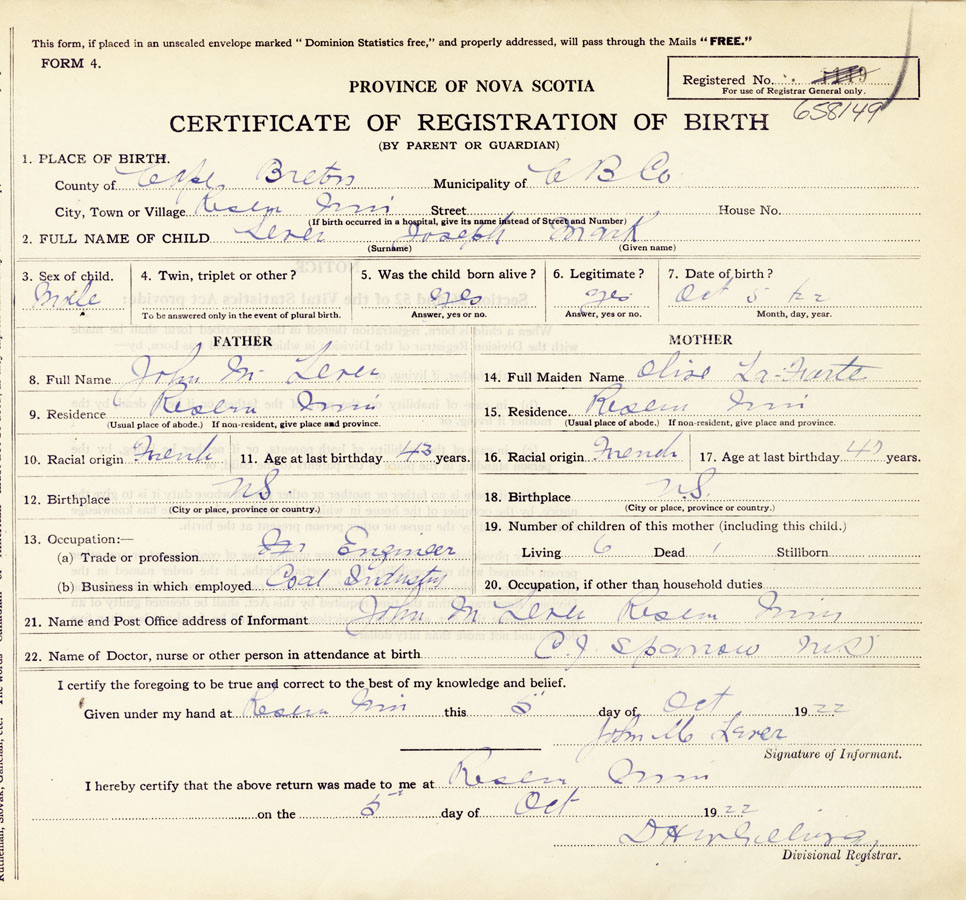 This form, if placed in an unsealed envelope marked "Dominion Statistics free," and properly addressed, will pass through the Mails "FREE."
FORM 4.
PROVINCE OF NOVA SCOTIA
Registered No.
For use of Registrar General only.
658149
CERTIFICATE OF REGISTRATION OF BIRTH
(BY PARENT OR GUARDIAN)
1. PLACE OF BIRTH.
County of Cape Breton Municipality of C B Co
City, Town or Village Reserve Mines Street House No.
(If birth occurred in a hospital, give its name instead of Street and Number)
2. FULL NAME OF CHILD Lever Joseph Mark
(Surname) (Given name)
3. Sex of child. 4. Twin, triplet or other? 5. Was the child born alive? 6. Legitimate? 7. Date of birth?
Male yes yes Oct 5 22
To be answered only in the event of plural birth. Answer, yes or no. Answer, yes or no. Month, day, year.
FATHER MOTHER
8. Full Name John M Lever 14. Full Maiden Name Olive La-Forte
9. Residence Reserve Mines 15. Residence. Reserve Mines
(Usual place of abode.) If non-resident, give place and province. (Usual place of abode.) If non-resident, give place and province.
10. Racial origin French 11. Age at last birthday 43 years. 16. Racial origin French 17. Age at last birthday years.
12. Birthplace N.S. 18. Birthplace N.S.
(City or place, province or country.) (City or place, province or country.)
19. Number of children of this mother (including this child.)
13. Occupation:—
(a) Trade or profession Engineer Living 6 Dead 1 Stillborn
(b) Business in which employed Coal Industry 20. Occupation, if other than household duties
21. Name and Post Office address of Informant John M Lever Reserve Mines
22. Name of Doctor, nurse or other person in attendance at birth C. J. Sparrow M.D.
I certify the foregoing to be true and correct to the best of my knowledge and belief.
Given under my hand at Reserve Mines this 5 day of Oct 1922
John M Lever
Signature of Informant.
I hereby certify that the above return was made to me at Reserve Mines
on the 5 day of Oct 1922
Divisional Registrar.